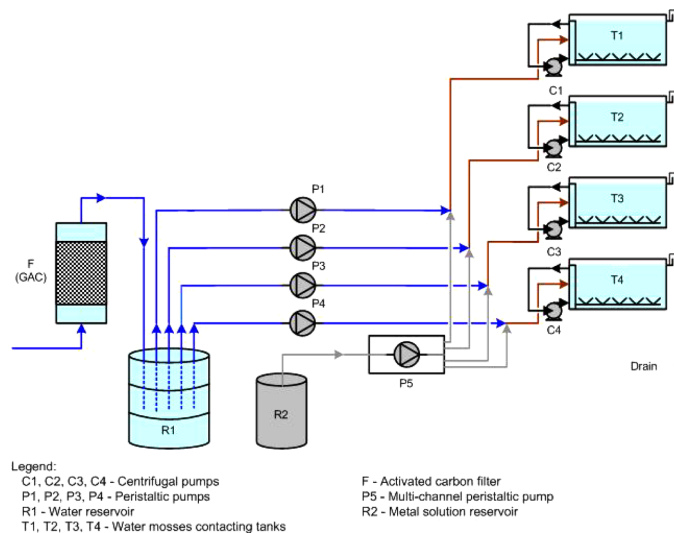 T1
C1
T2
C2
P1
T3
P2
C3
F
(GAC)
P3
T4
P4
C4
Drain
P5
R2
R1
Legend:
C1, C2, C3, C4 - Centrifugal pumps
P1, P2, P3, P4 - Peristaltic pumps
R1 - Water reservoir
T1, T2, T3, T4 - Water mosses contacting tanks
F - Activated carbon filter
P5 - Multi-channel peristaltic pump
R2 - Metal solution reservoir